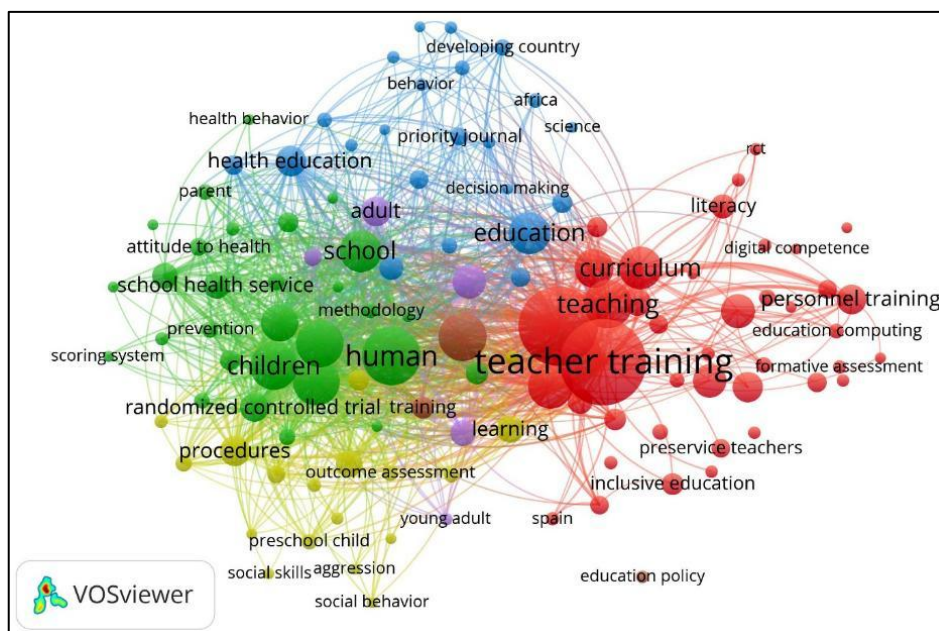 developing country
behavior
africa
health behavior
science
priority journal
rct
health education
decision making
parent
literacy
adult
education
attitude to health
school
digital competence
curriculum
school health service
personnel training
methodology
teaching
prevention
education computing
scoring system
human
teacher training
children
formative assessment
randomized controlled trial
training
learning
procedures
preservice teachers
outcome assessment
inclusive education
young adult
spain
preschool child
aggression
social skills
education policy
VOSviewer
social behavior